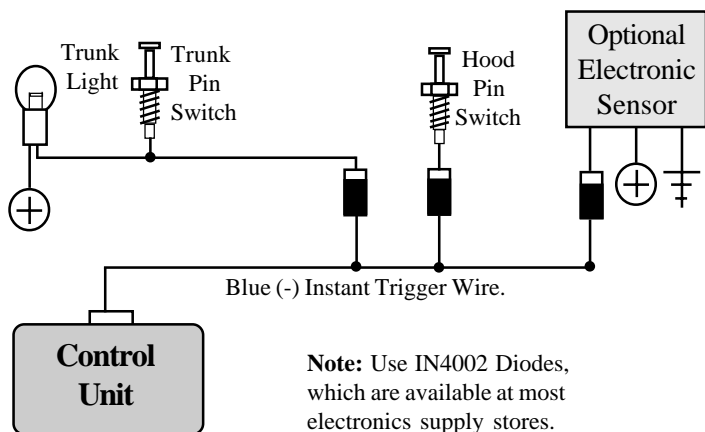 Trunk
Light
Trunk
Pin
Switch
Hood
Pin
Switch
Optional
Electronic
Sensor
Blue (-) Instant Trigger Wire.
Control
Unit
Note: Use IN4002 Diodes,
which are available at most
electronics supply stores.